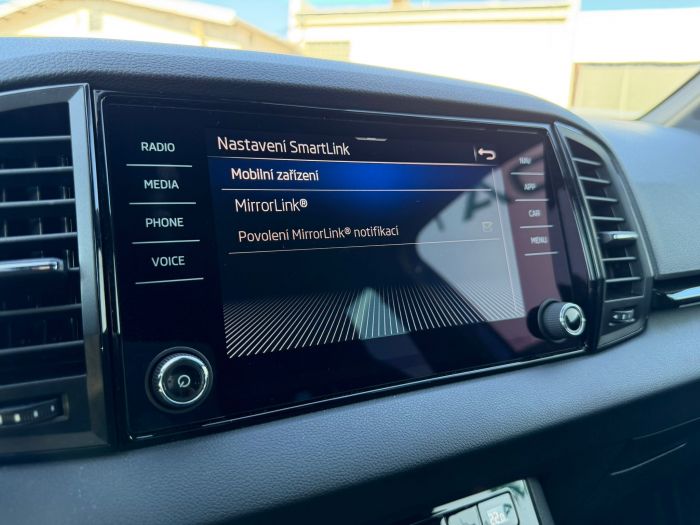 RADIO
MEDIA
PHONE
VOICE
Nastavení SmartLink
Mobilní zařízení
MirrorLink®
Povolení MirrorLink® notifikací
NAV
APP
CAR
MENU